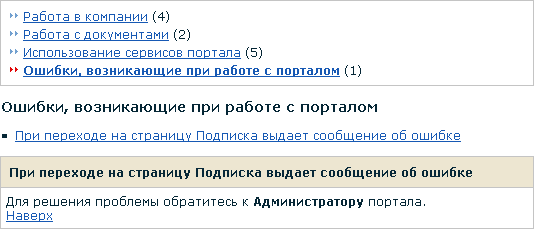 Работа в компании (4)
Работа с документами (2)
Использование сервисов портала (5)
Ошибки, возникающие при работе с порталом (1)
Ошибки, возникающие при работе с порталом
При переходе на страницу Подписка выдает сообщение об ошибке
При переходе на страницу Подписка выдает сообщение об ошибке
Для решения проблемы обратитесь к Администратору портала.
Наверх